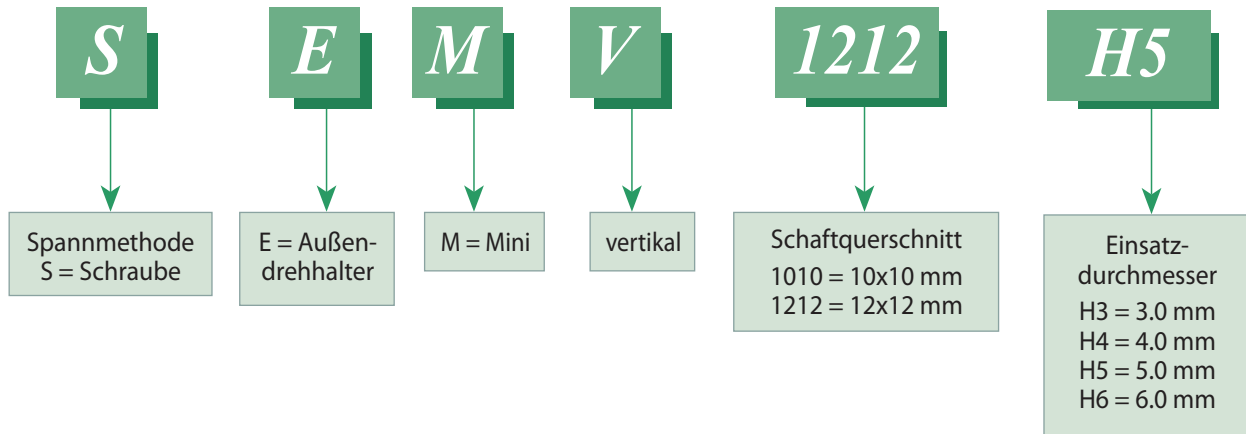 S E M V 1212 H5
Spannmethode
S = Schraube
E = Außen-
drehhalter
M = Mini
vertikal
Schaftquerschnitt
1010 = 10x10 mm
1212 = 12x12 mm
Einsatz-
durchmesser
H3 = 3.0 mm
H4 = 4.0 mm
H5 = 5.0 mm
H6 = 6.0 mm